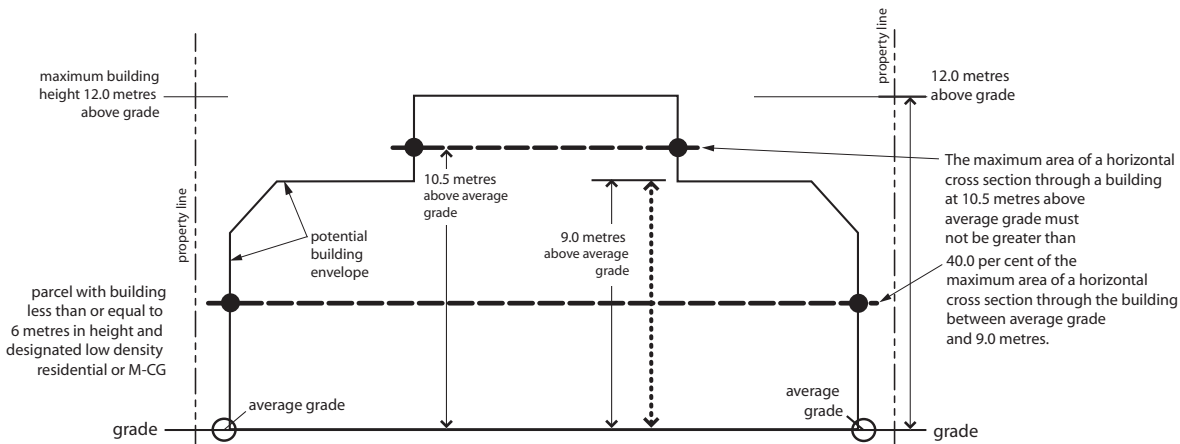 property line
maximum building
height 12.0 metres
above grade
property line
12.0 metres
above grade
10.5 metres
above average
grade
The maximum area of a horizontal
cross section through a building
at 10.5 metres above
average grade must
not be greater than
40.0 per cent of the
maximum area of a horizontal
cross section through the building
between average grade
and 9.0 metres.
potential
building
envelope
9.0 metres
above average
grade
parcel with building
less than or equal to
6 metres in height and
designated low density
residential or M-CG
average grade
average
grade
grade
grade
property line
property line